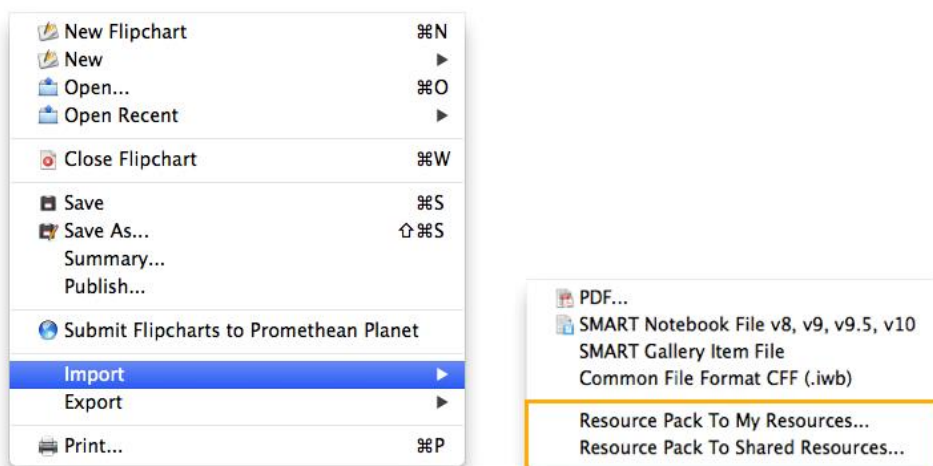 New Flipchart ⌘N
New ▶
Open... ⌘O
Open Recent ▶
Close Flipchart ⌘W
Save ⌘S
Save As... ⇧⌘S
Summary...
Publish...
Submit Flipcharts to Promethean Planet
Import ▶
Export ▶
Print... ⌘P
PDF...
SMART Notebook File v8, v9, v9.5, v10
SMART Gallery Item File
Common File Format CFF (.iwb)
Resource Pack To My Resources...
Resource Pack To Shared Resources...